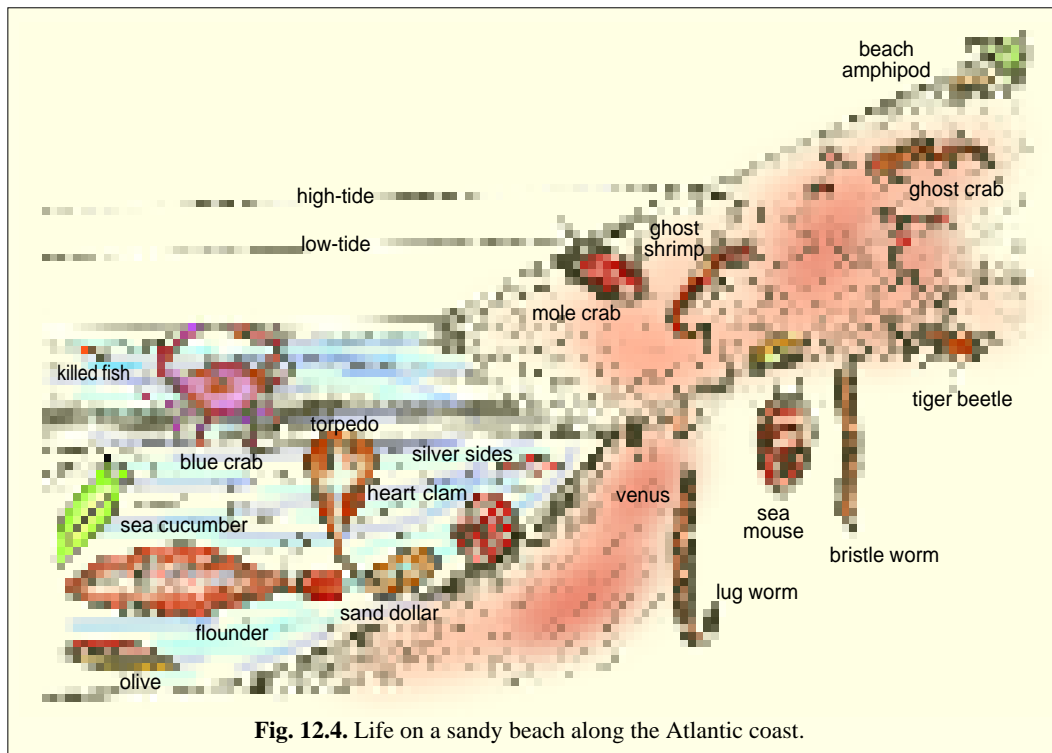 beach
amphipod
ghost crab
high-tide
ghost
shrimp
low-tide
mole crab
killed fish
tiger beetle
torpedo
blue crab
silver sides
heart clam
venus
sea cucumber
sea
mouse
bristle worm
lug worm
sand dollar
flounder
olive
Fig. 12.4. Life on a sandy beach along the Atlantic coast.